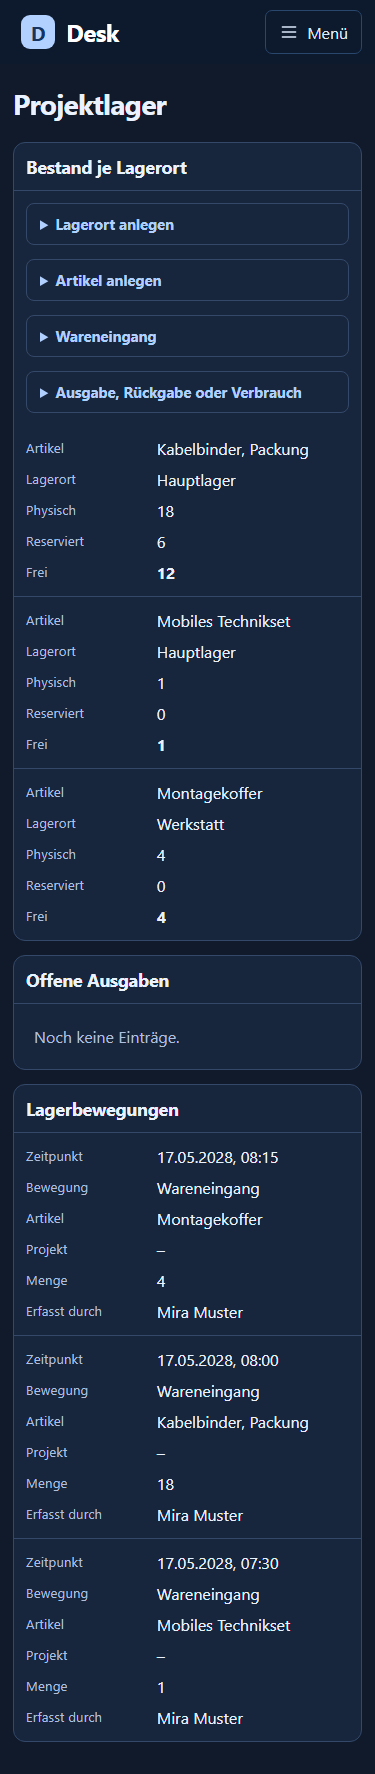 D Desk
Menü
Projektlager
Bestand je Lagerort
Lagerort anlegen
Artikel anlegen
Wareneingang
Ausgabe, Rückgabe oder Verbrauch
Artikel Kabelbinder, Packung
Lagerort Hauptlager
Physisch 18
Reserviert 6
Frei 12
Artikel Mobiles Technikset
Lagerort Hauptlager
Physisch 1
Reserviert 0
Frei 1
Artikel Montagekoffer
Lagerort Werkstatt
Physisch 4
Reserviert 0
Frei 4
Offene Ausgaben
Noch keine Einträge.
Lagerbewegungen
Zeitpunkt 17.05.2028, 08:15
Bewegung Wareneingang
Artikel Montagekoffer
Projekt –
Menge 4
Erfasst durch Mira Muster
Zeitpunkt 17.05.2028, 08:00
Bewegung Wareneingang
Artikel Kabelbinder, Packung
Projekt –
Menge 18
Erfasst durch Mira Muster
Zeitpunkt 17.05.2028, 07:30
Bewegung Wareneingang
Artikel Mobiles Technikset
Projekt –
Menge 1
Erfasst durch Mira Muster